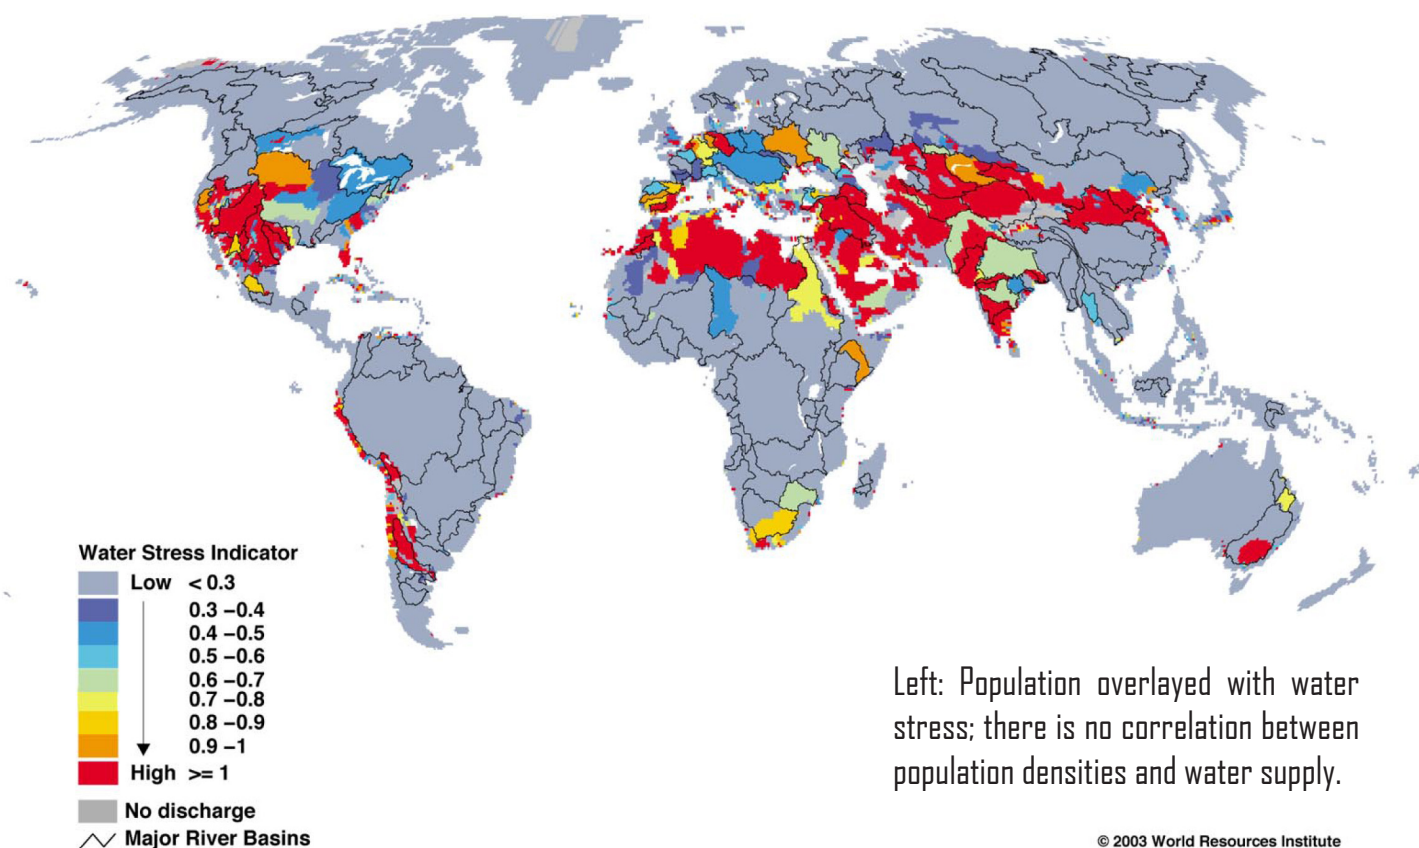 Water Stress Indicator
Low < 0.3
0.3 –0.4
0.4 –0.5
0.5 –0.6
0.6 –0.7
0.7 –0.8
0.8 –0.9
0.9 –1
High >= 1
No discharge
Major River Basins
Left: Population overlayed with water
stress; there is no correlation between
population densities and water supply.
© 2003 World Resources Institute